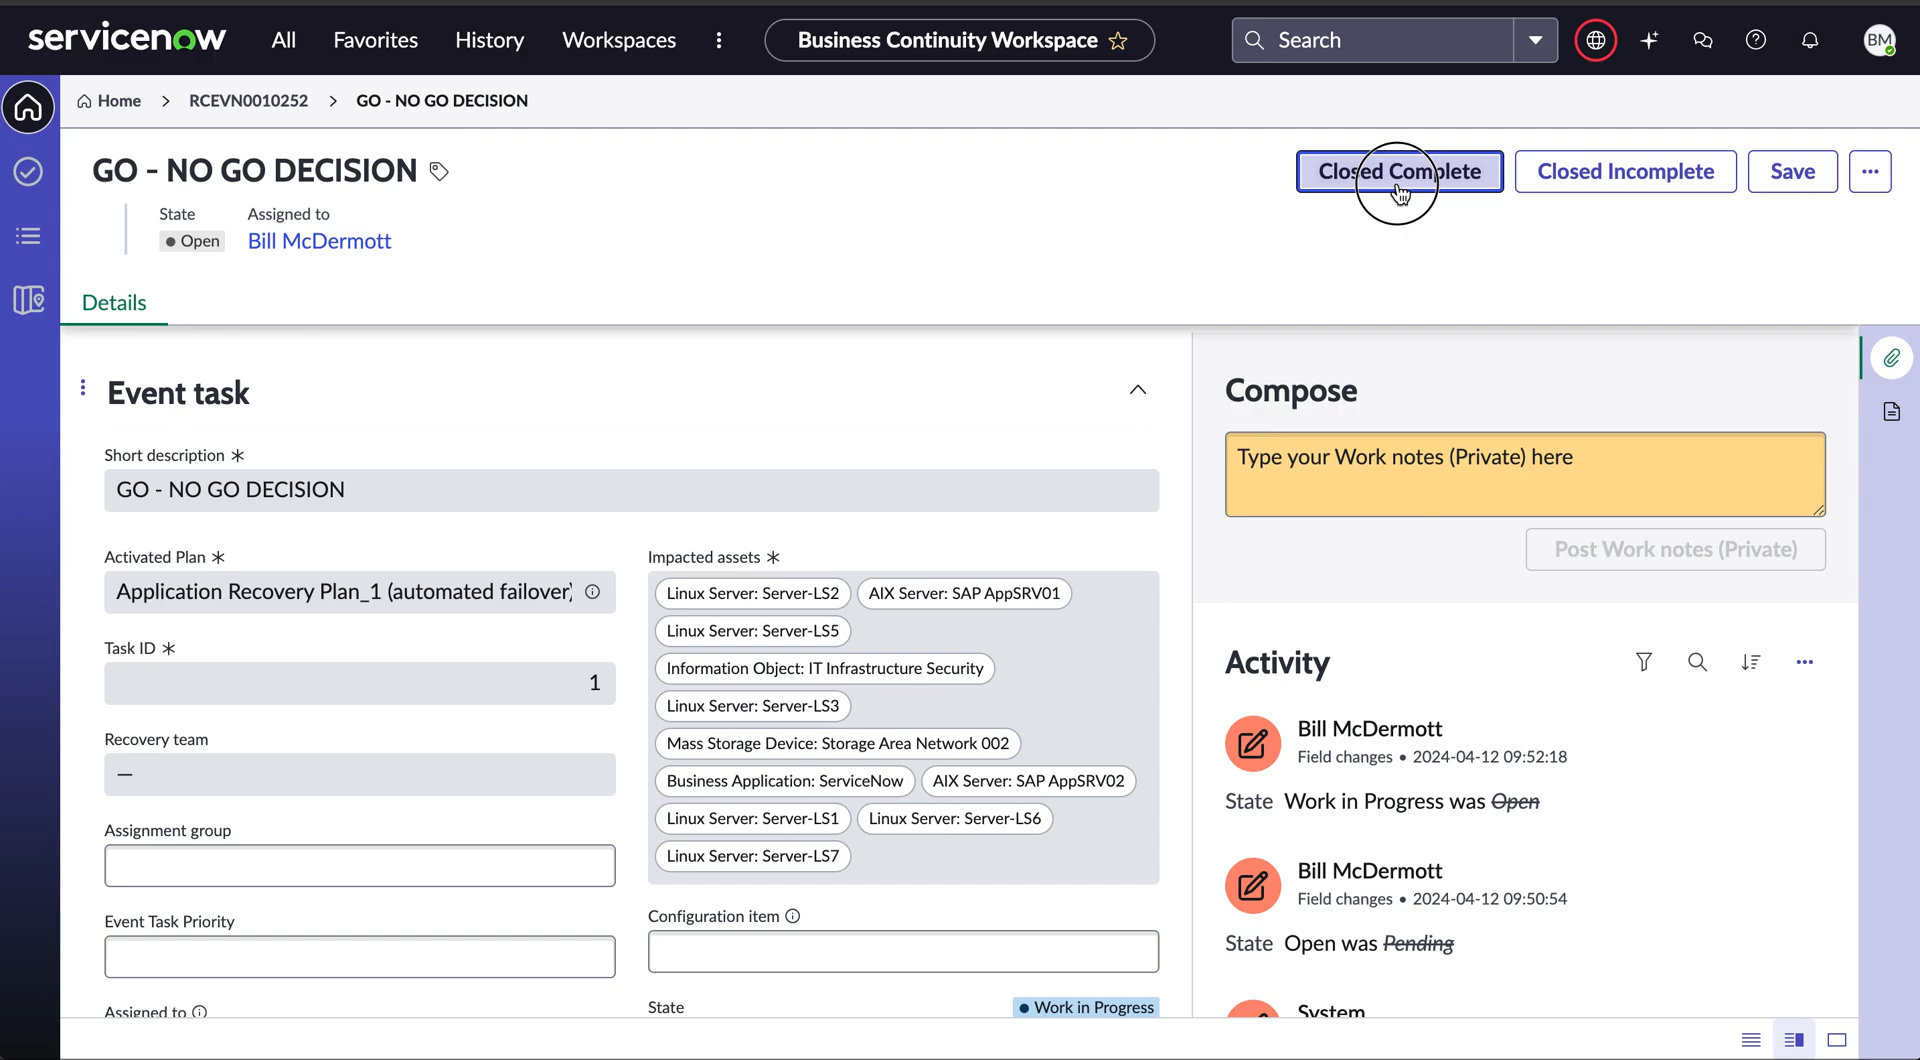 servicenow All Favorites History Workspaces Business Continuity Workspace Search BM
Home > RCEVN0010252 > GO - NO GO DECISION
GO - NO GO DECISION
Closed Complete Closed Incomplete Save
State Assigned to
Open Bill McDermott
Details
Event task
Short description *
GO - NO GO DECISION
Activated Plan *
Application Recovery Plan_1 (automated failover)
Task ID *
1
Recovery team
—
Assignment group
Event Task Priority
Assigned to
Impacted assets *
Linux Server: Server-LS2 AIX Server: SAP AppSRV01
Linux Server: Server-LS5
Information Object: IT Infrastructure Security
Linux Server: Server-LS3
Mass Storage Device: Storage Area Network 002
Business Application: ServiceNow AIX Server: SAP AppSRV02
Linux Server: Server-LS1 Linux Server: Server-LS6
Linux Server: Server-LS7
Configuration item
State Work in Progress
Compose
Type your Work notes (Private) here
Post Work notes (Private)
Activity
Bill McDermott
Field changes • 2024-04-12 09:52:18
State Work in Progress was Open
Bill McDermott
Field changes • 2024-04-12 09:50:54
State Open was Pending
System